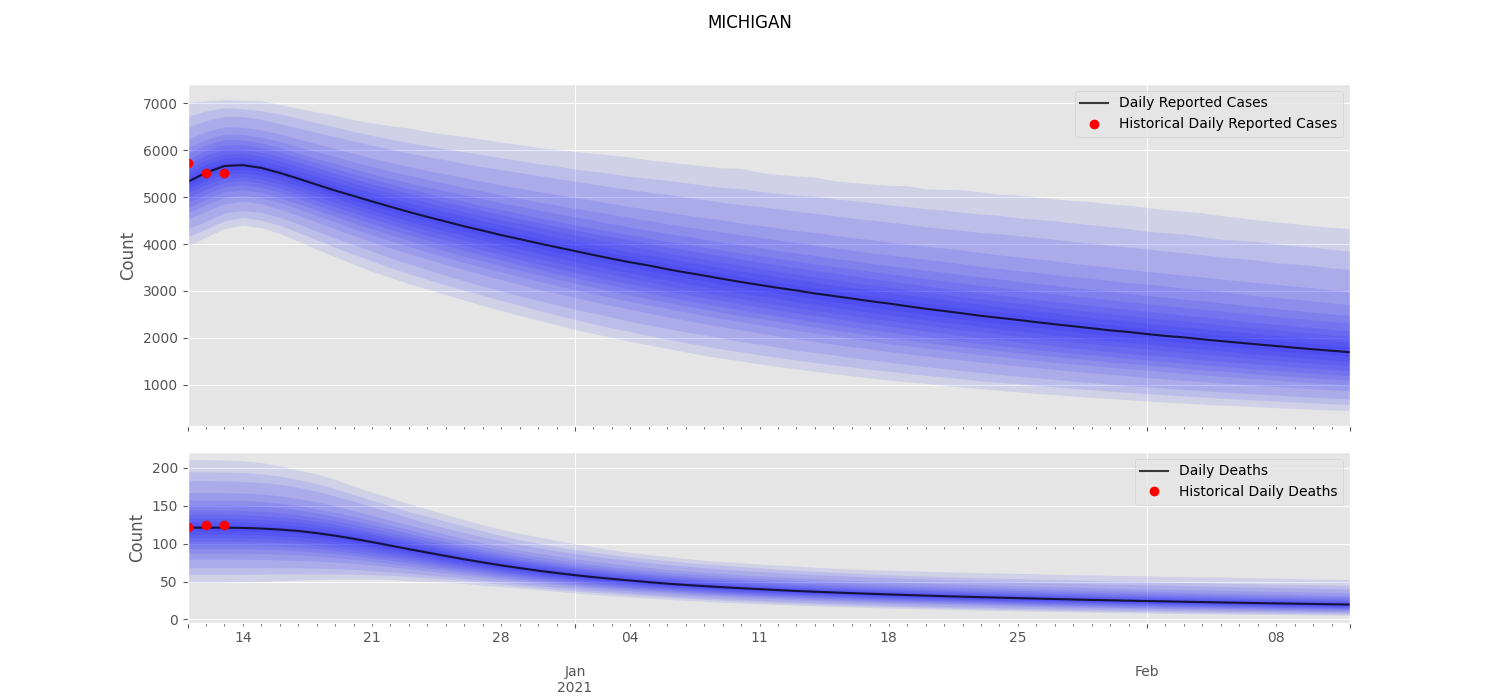 MICHIGAN
7000
6000
5000
4000
3000
2000
1000
Count
Daily Reported Cases
Historical Daily Reported Cases
200
150
100
50
0
Count
Daily Deaths
Historical Daily Deaths
14 21 28 04 11 18 25 08
Jan Feb
2021